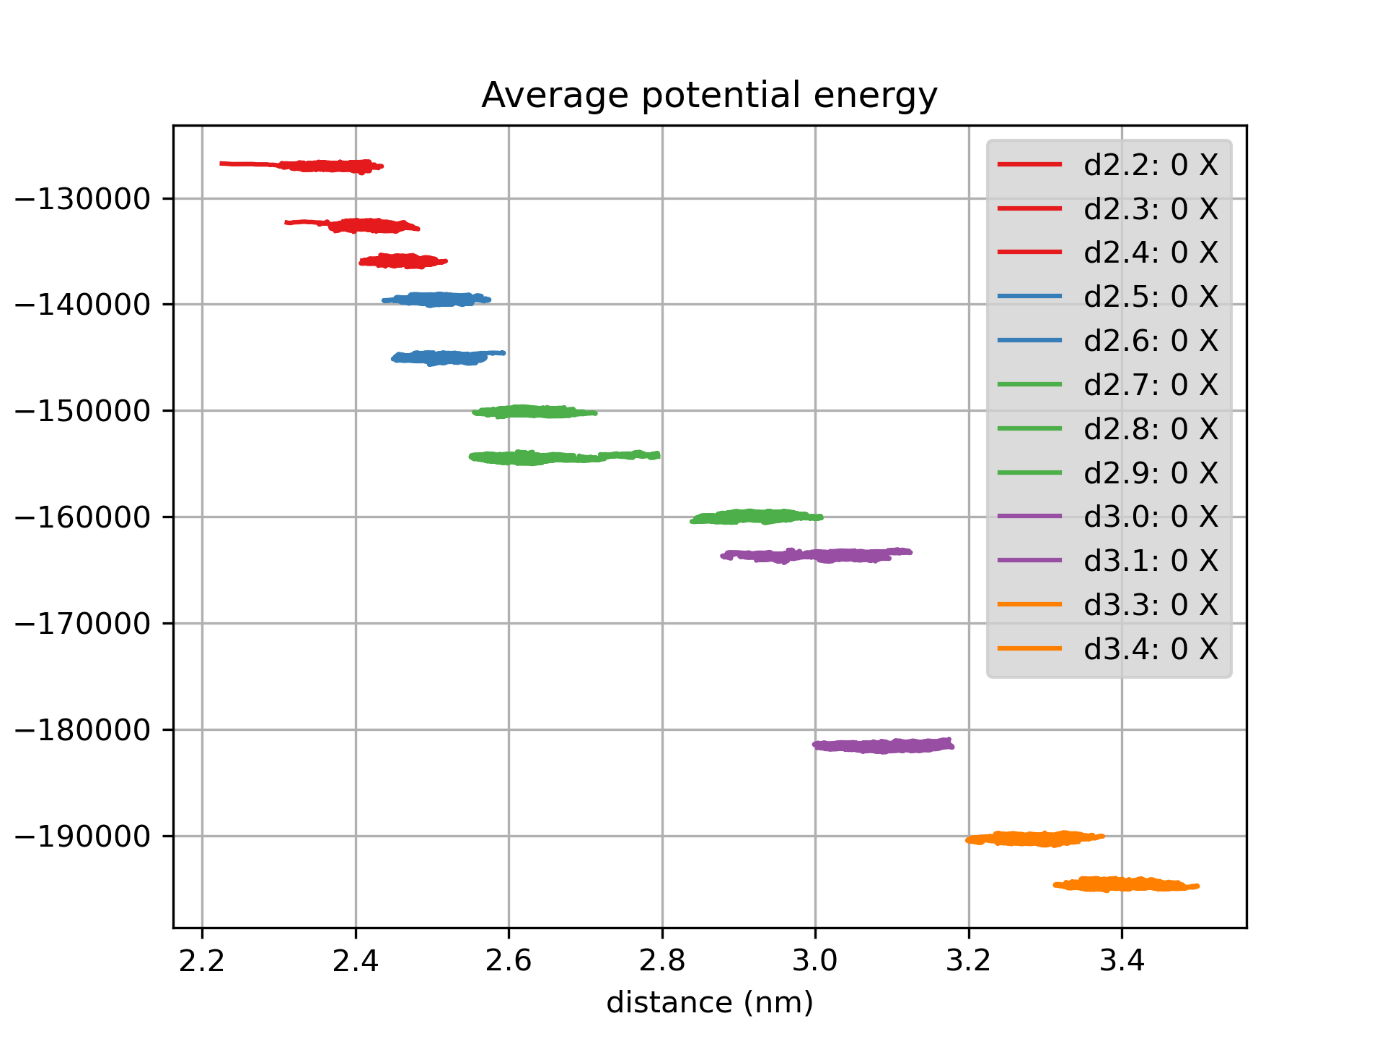 Average potential energy
−130000
−140000
−150000
−160000
−170000
−180000
−190000
d2.2: 0 X
d2.3: 0 X
d2.4: 0 X
d2.5: 0 X
d2.6: 0 X
d2.7: 0 X
d2.8: 0 X
d2.9: 0 X
d3.0: 0 X
d3.1: 0 X
d3.3: 0 X
d3.4: 0 X
2.2 2.4 2.6 2.8 3.0 3.2 3.4
distance (nm)